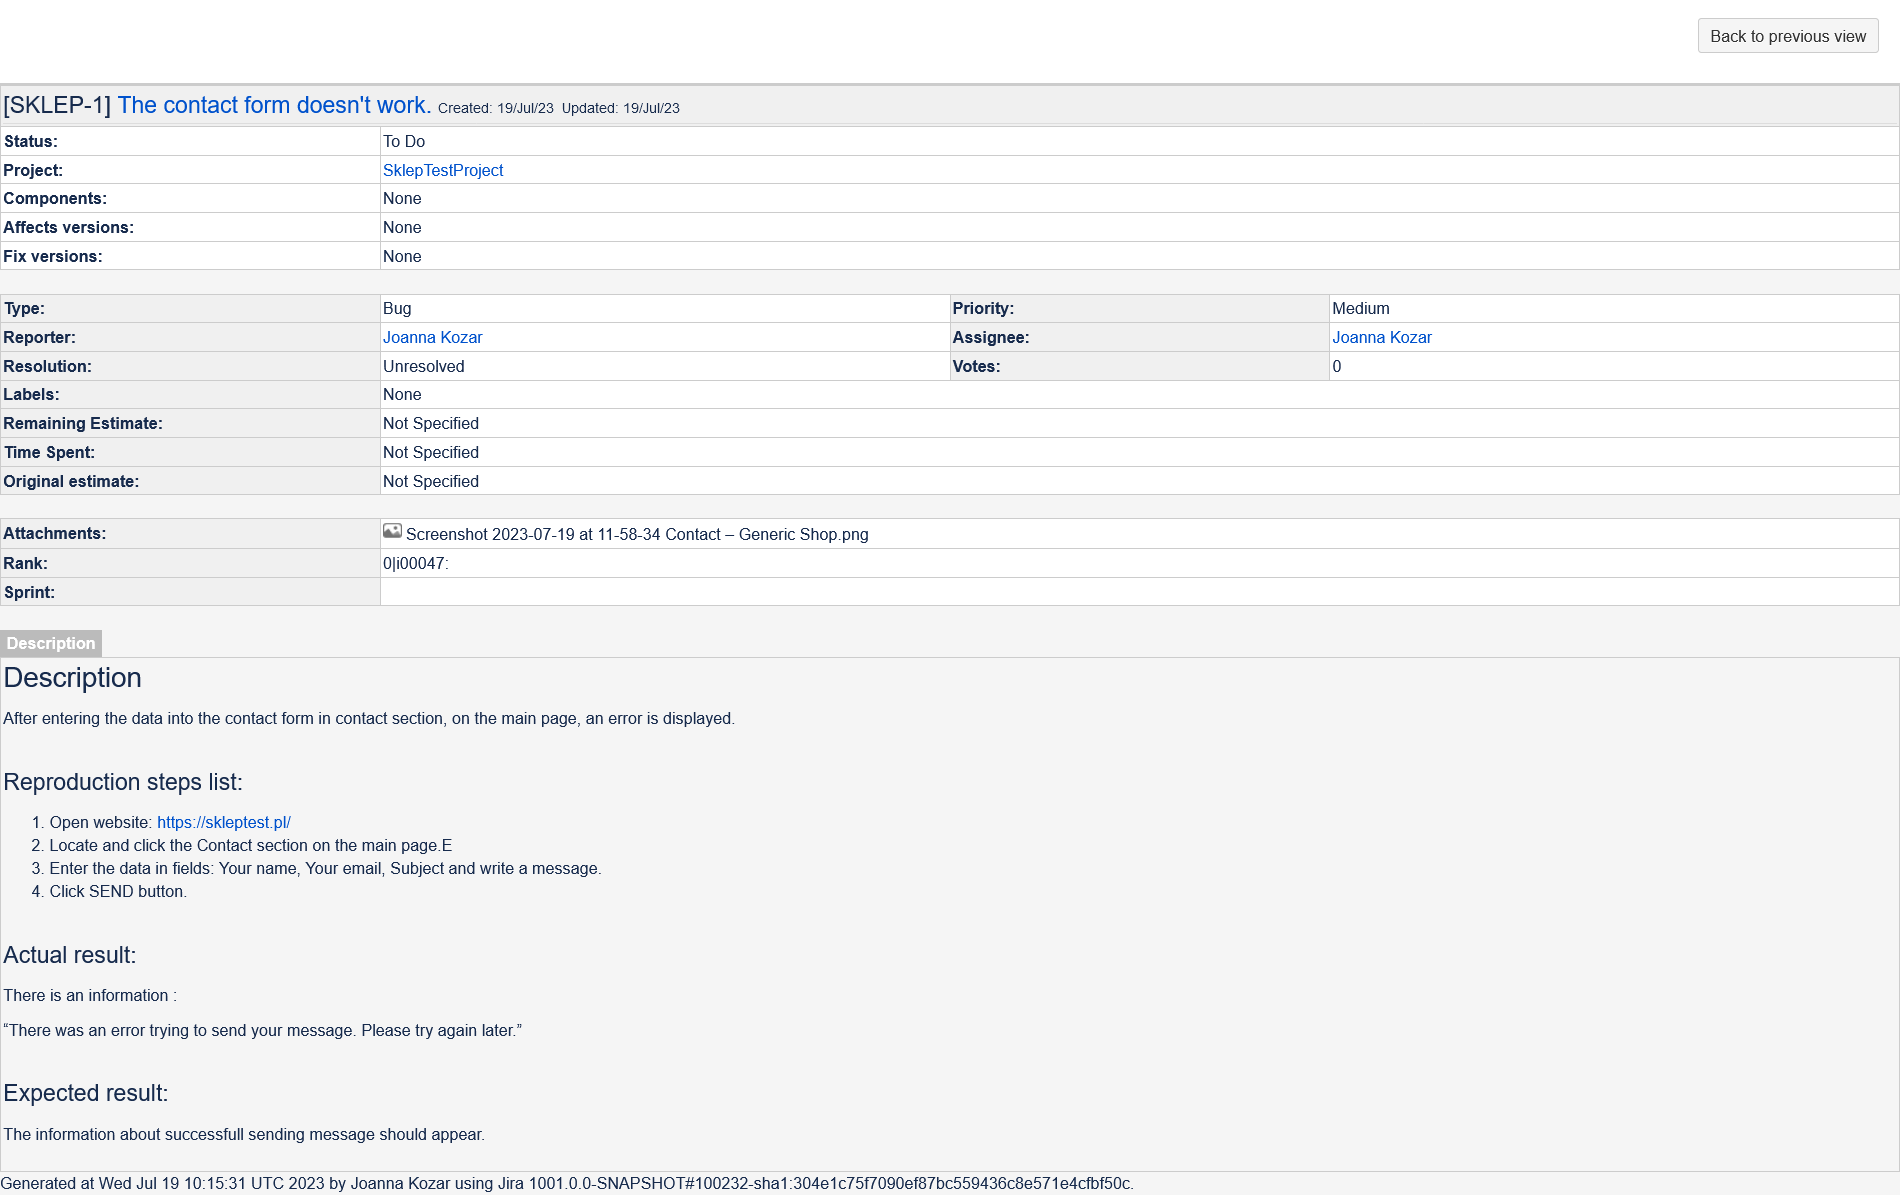 Back to previous view
[SKLEP-1] The contact form doesn't work. Created: 19/Jul/23 Updated: 19/Jul/23
Status: To Do
Project: SklepTestProject
Components: None
Affects versions: None
Fix versions: None
Type: Bug Priority: Medium
Reporter: Joanna Kozar Assignee: Joanna Kozar
Resolution: Unresolved Votes: 0
Labels: None
Remaining Estimate: Not Specified
Time Spent: Not Specified
Original estimate: Not Specified
Attachments: Screenshot 2023-07-19 at 11-58-34 Contact – Generic Shop.png
Rank: 0|i00047:
Sprint:
Description
Description
After entering the data into the contact form in contact section, on the main page, an error is displayed.
Reproduction steps list:
1. Open website: https://skleptest.pl/
2. Locate and click the Contact section on the main page.E
3. Enter the data in fields: Your name, Your email, Subject and write a message.
4. Click SEND button.
Actual result:
There is an information :
“There was an error trying to send your message. Please try again later.”
Expected result:
The information about successfull sending message should appear.
Generated at Wed Jul 19 10:15:31 UTC 2023 by Joanna Kozar using Jira 1001.0.0-SNAPSHOT#100232-sha1:304e1c75f7090ef87bc559436c8e571e4cfbf50c.